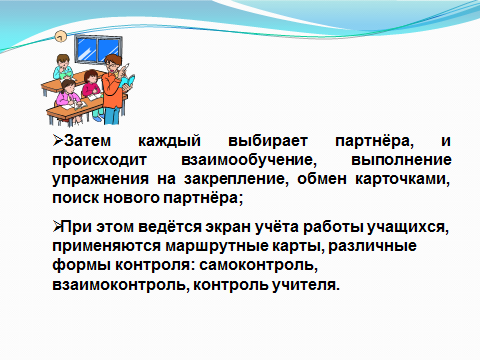 ➢Затем каждый выбирает партнёра, и
происходит взаимообучение, выполнение
упражнения на закрепление, обмен карточками,
поиск нового партнёра;
➢При этом ведётся экран учёта работы учащихся,
применяются маршрутные карты, различные
формы контроля: самоконтроль,
взаимоконтроль, контроль учителя.